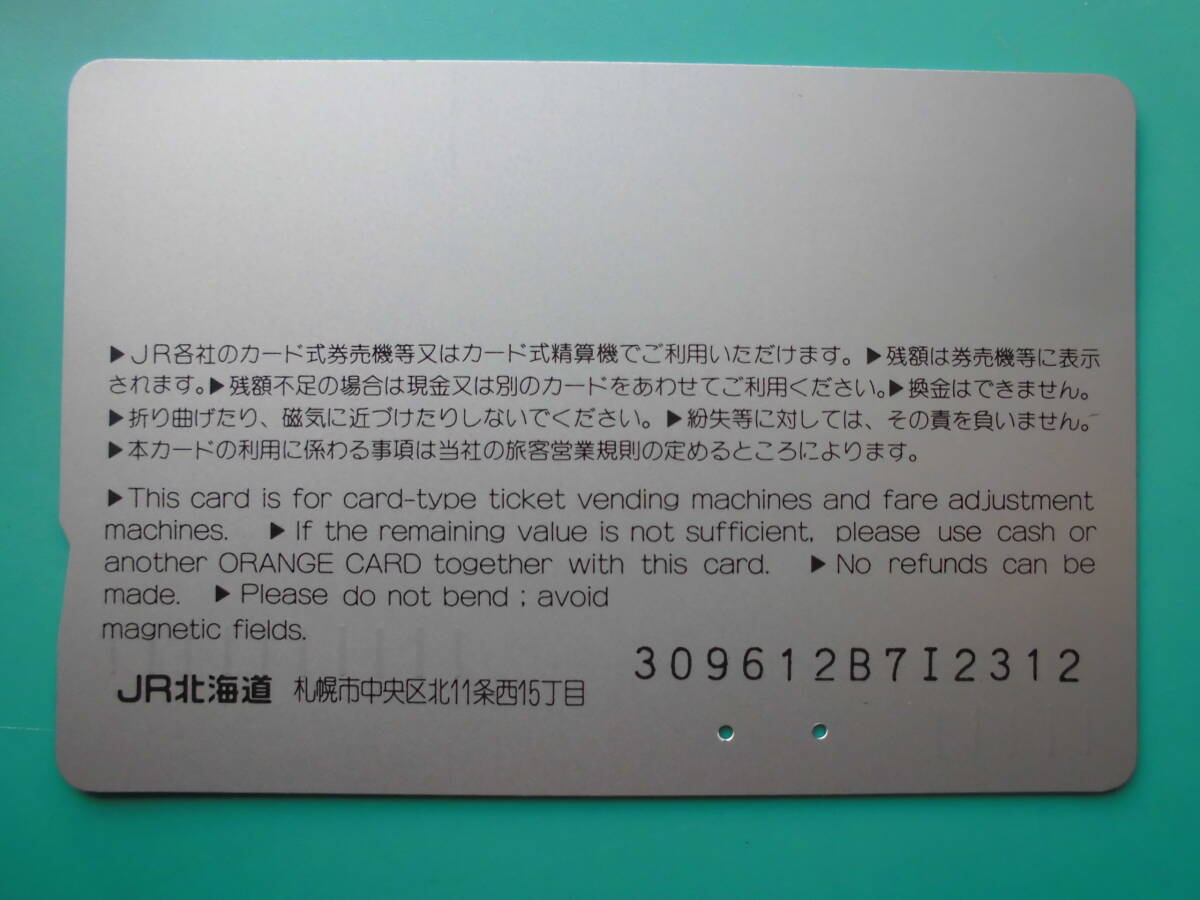 ▶JR各社のカード式券売機等又はカード式精算機でご利用いただけます。▶残額は券売機等に表示
されます。▶残額不足の場合は現金又は別のカードをあわせてご利用ください。▶換金はできません。
▶折り曲げたり、磁気に近づけたりしないでください。▶紛失等に対しては、その責を負いません。
▶本カードの利用に係わる事項は当社の旅客営業規則の定めるところによります。
▶This card is for card-type ticket vending machines and fare adjustment
machines. ▶If the remaining value is not sufficient, please use cash or
another ORANGE CARD together with this card. ▶No refunds can be
made. ▶Please do not bend ; avoid
magnetic fields.
309612B7I2312
JR北海道 札幌市中央区北11条西15丁目